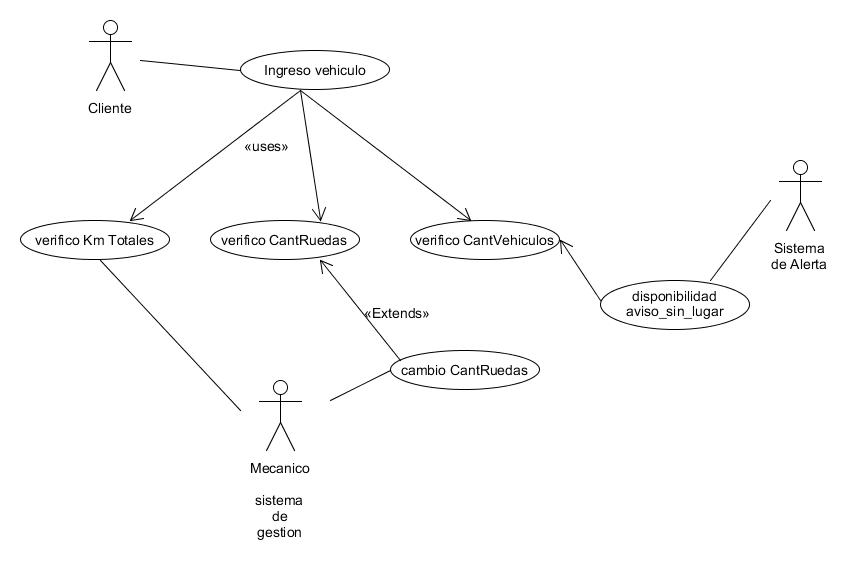 Cliente
Ingreso vehiculo
«uses»
verifico Km Totales
verifico CantRuedas
verifico CantVehiculos
Sistema
de Alerta
disponibilidad
aviso_sin_lugar
«Extends»
cambio CantRuedas
Mecanico
sistema
de
gestion